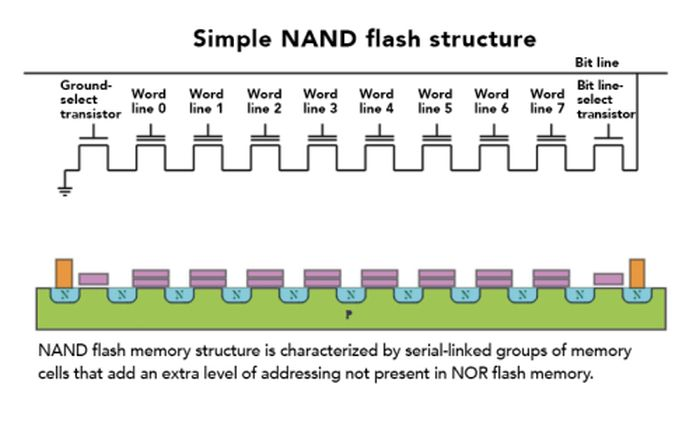 Simple NAND flash structure
Bit line
Ground-
select
transistor
Word
line 0
Word
line 1
Word
line 2
Word
line 3
Word
line 4
Word
line 5
Word
line 6
Word
line 7
Bit line-
select
transistor
N N N N N N N N N N N
P
NAND flash memory structure is characterized by serial-linked groups of memory
cells that add an extra level of addressing not present in NOR flash memory.